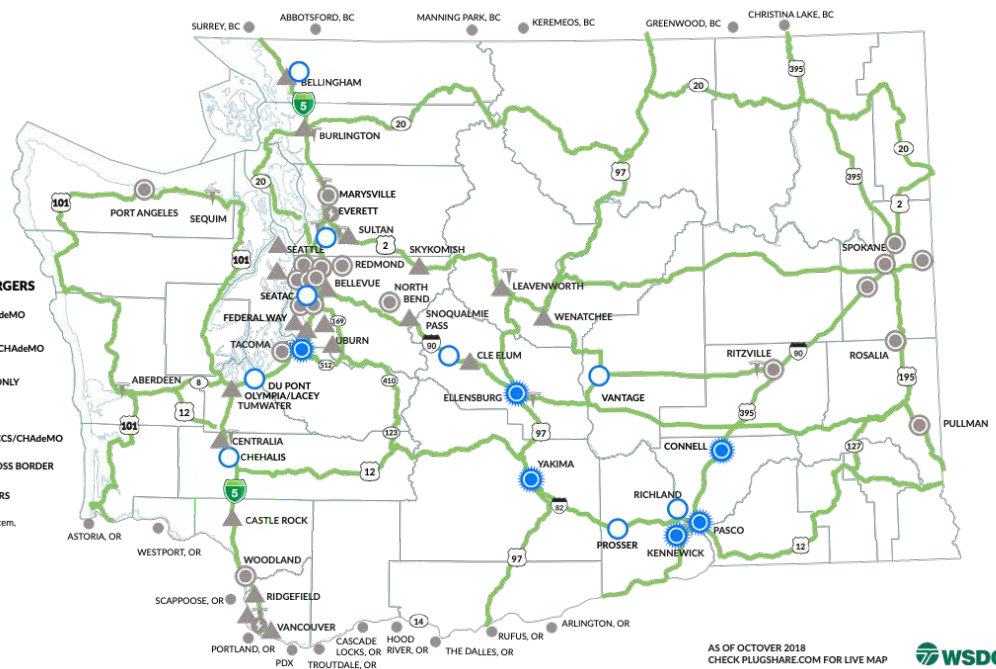 SURREY, BC
ABBOTSFORD, BC
MANNING PARK, BC
KEREMEOS, BC
GREENWOOD, BC
CHRISTINA LAKE, BC
BELLINGHAM
5
395
20
BURLINGTON
20
20
97
395
20
2
101
PORT ANGELES
SEQUIM
20
MARYSVILLE
EVERETT
SULTAN
2
SKYKOMISH
101
SEATTLE
REDMOND
BELLEVUE
SEATAC
NORTH
BEND
LEAVENWORTH
SPOKANE
RGERS
FEDERAL WAY
169
SNOQUALMIE
PASS
WENATCHEE
deMO
TACOMA
UBURN
90
512
CHAdeMO
CLE ELUM
RITZVILLE
90
ROSALIA
ONLY
ABERDEEN
8
DU PONT
OLYMPIA/LACEY
TUMWATER
410
ELLENSBURG
VANTAGE
195
12
101
395
PULLMAN
CCS/CHAdeMO
CENTRALIA
CHEHALIS
123
97
CONNELL
127
OSS BORDER
12
YAKIMA
RS
5
RICHLAND
82
PASCO
tem,
CASTLE ROCK
PROSSER
KENNEWICK
ASTORIA, OR
WESTPORT, OR
12
WOODLAND
97
SCAPPOOSE, OR
RIDGEFIELD
VANCOUVER
14
PORTLAND, OR
PDX
TROUTDALE, OR
CASCADE
LOCKS, OR
HOOD
RIVER, OR
THE DALLES, OR
RUFUS, OR
ARLINGTON, OR
AS OF OCTOVER 2018
CHECK PLUGSHARE.COM FOR LIVE MAP
WSDO